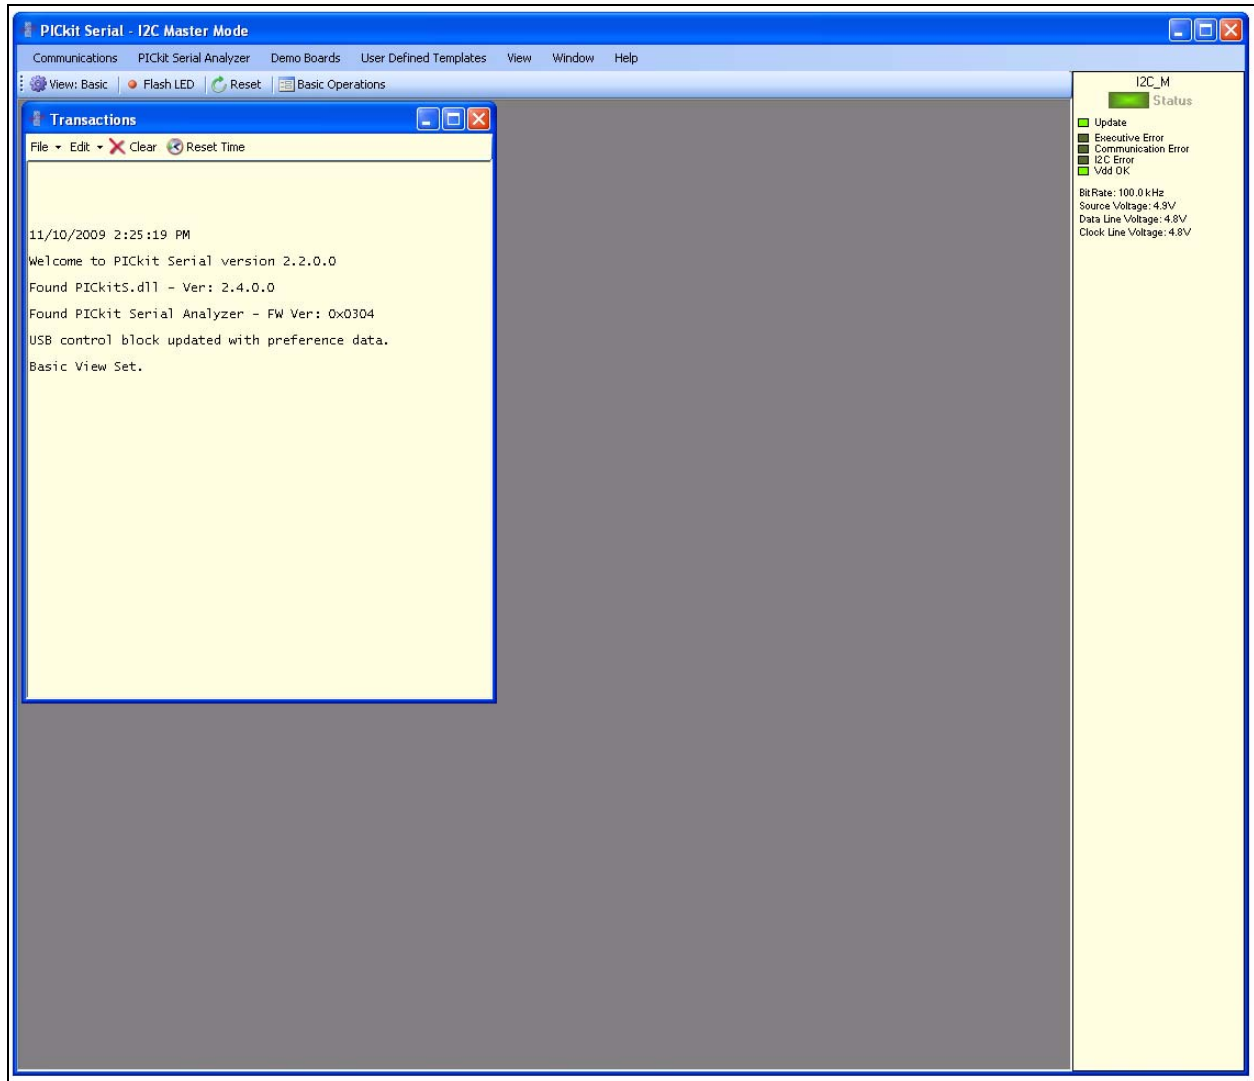 PICkit Serial - I2C Master Mode
Communications PICkit Serial Analyzer Demo Boards User Defined Templates View Window Help
View: Basic Flash LED Reset Basic Operations
Transactions
File Edit Clear Reset Time
11/10/2009 2:25:19 PM
Welcome to PICkit Serial version 2.2.0.0
Found PICkitS.dll - Ver: 2.4.0.0
Found PICkit Serial Analyzer - FW Ver: 0x0304
USB control block updated with preference data.
Basic View Set.
I2C_M
Status
Update
Executive Error
Communication Error
I2C Error
Vdd OK
BitRate: 100.0 kHz
Source Voltage: 4.9V
Data Line Voltage: 4.8V
Clock Line Voltage: 4.8V